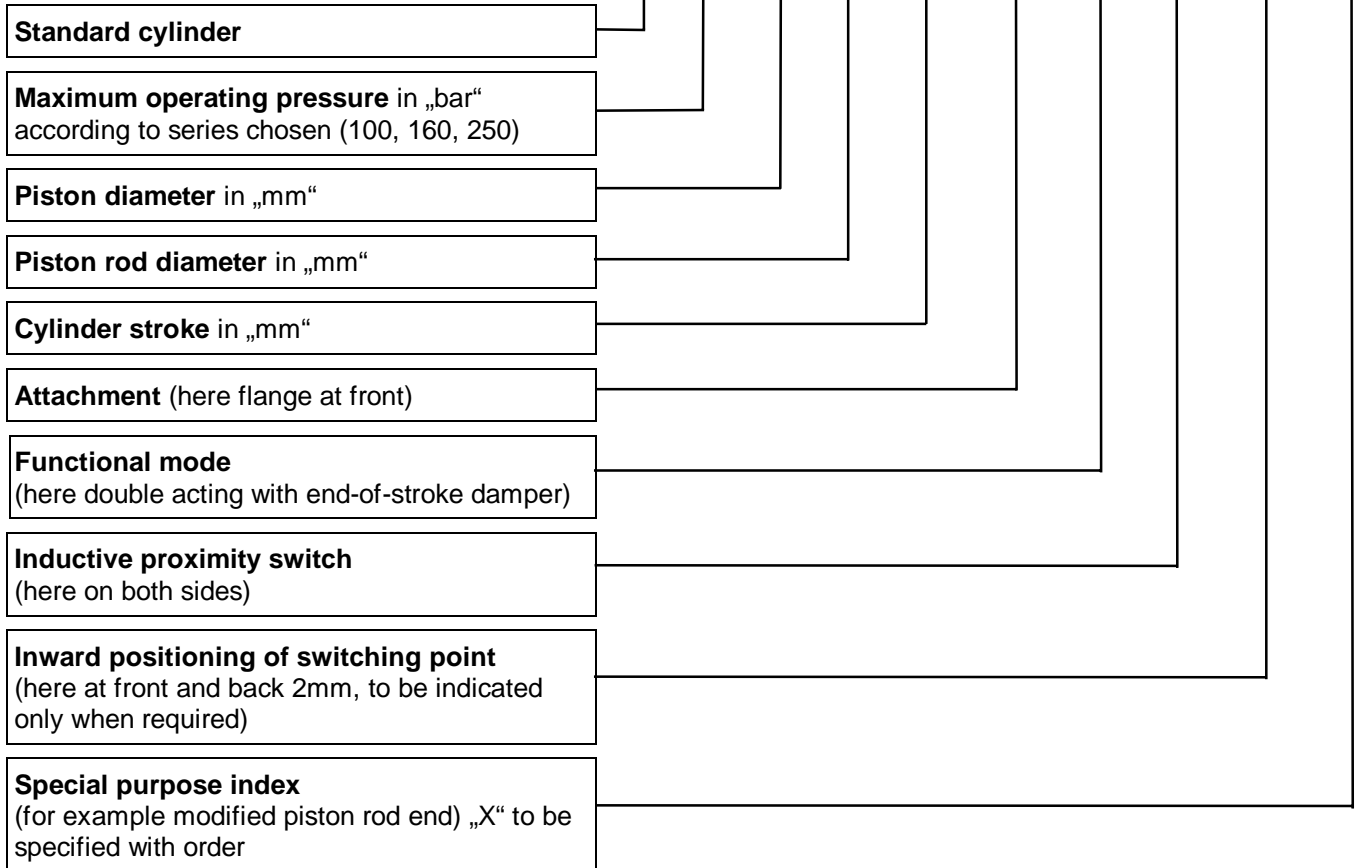 Standard cylinder
Maximum operating pressure in „bar“
according to series chosen (100, 160, 250)
Piston diameter in „mm“
Piston rod diameter in „mm“
Cylinder stroke in „mm“
Attachment (here flange at front)
Functional mode
(here double acting with end-of-stroke damper)
Inductive proximity switch
(here on both sides)
Inward positioning of switching point
(here at front and back 2mm, to be indicated
only when required)
Special purpose index
(for example modified piston rod end) „X“ to be
specified with order